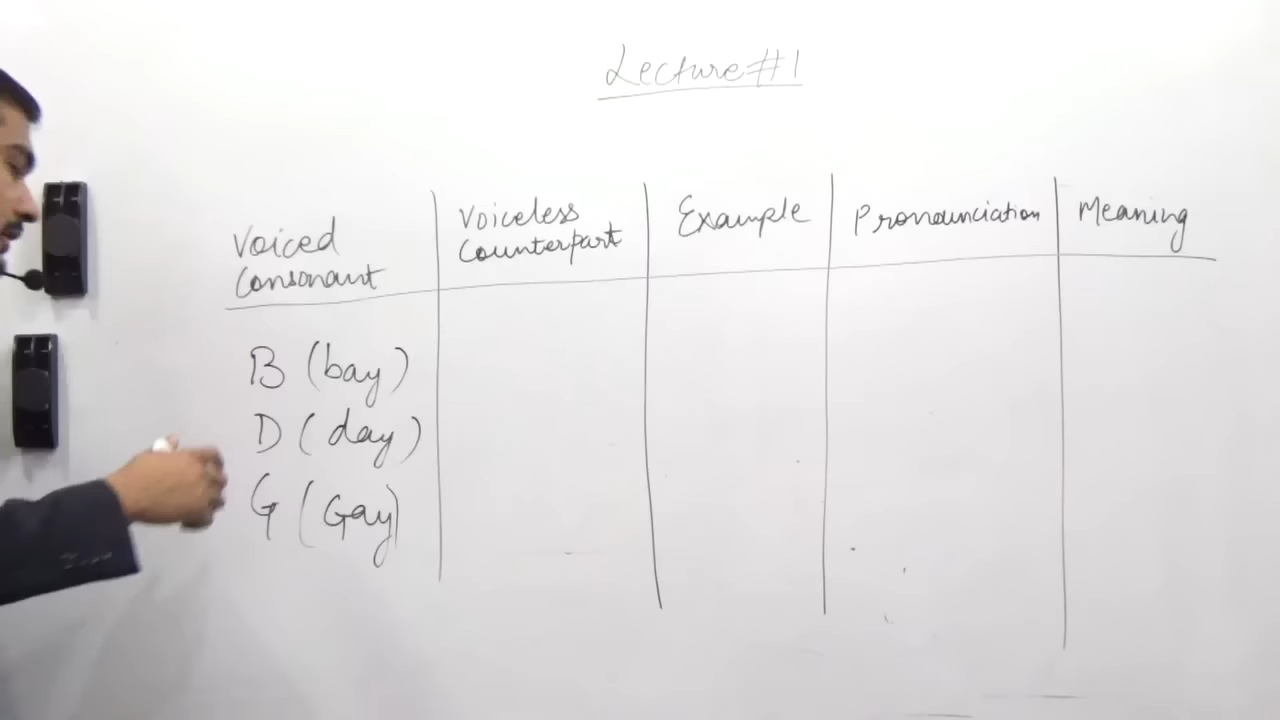 Lecture #1
Voiced Consonant
Voiceless Counterpart
Example
Pronounciation
Meaning
B (bay)
D (day)
G (Gay)